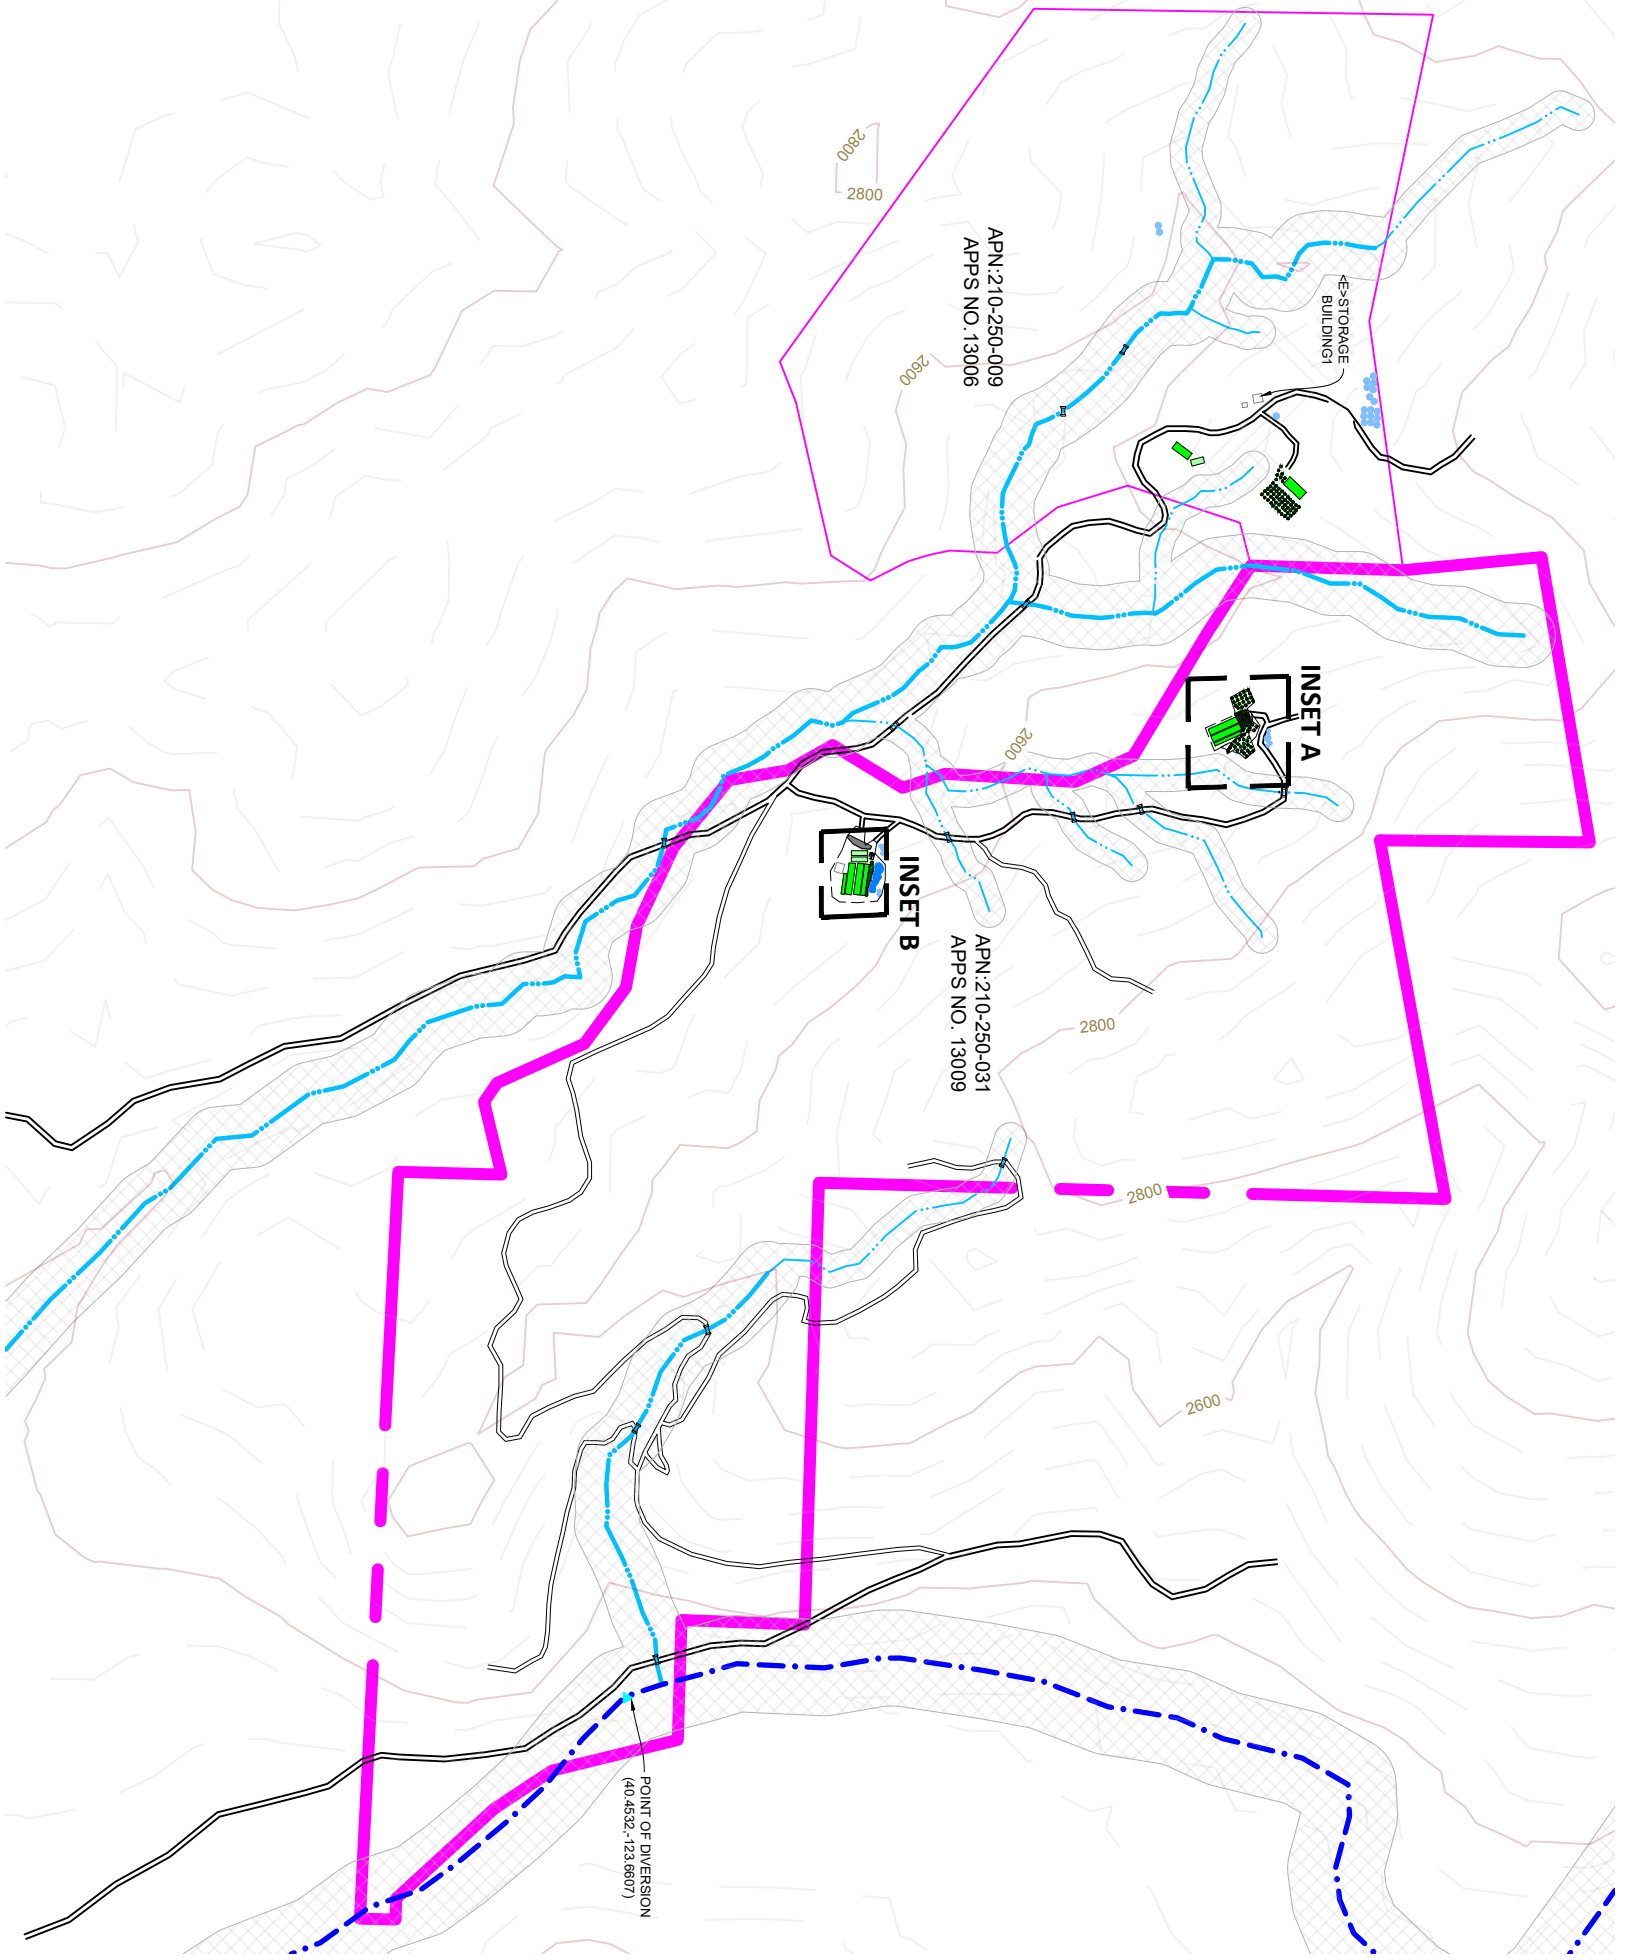 2800
2800
APN:210-250-009
APPS NO. 13006
<E>STORAGE
BUILDING1
2600
INSET A
2600
INSET B
APN:210-250-031
APPS NO. 13009
2800
2800
2600
POINT OF DIVERSION
(40.4532,-123.6607)